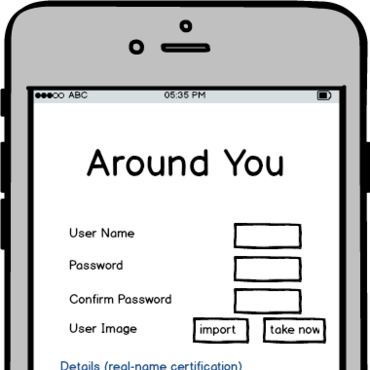 ABC 05:35 PM
Around You
User Name
Password
Confirm Password
User Image import take now
Details (real-name certification)